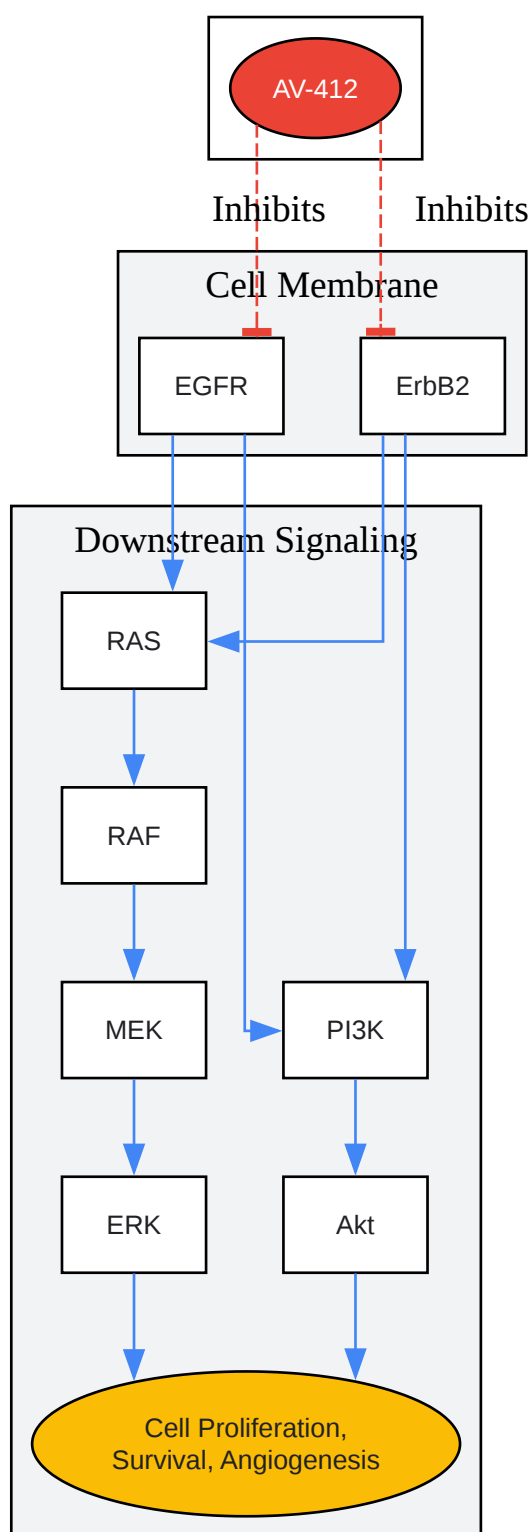 AV-412
Inhibits
Inhibits
Cell Membrane
EGFR
ErbB2
Downstream Signaling
RAS
RAF
MEK
PI3K
ERK
Akt
Cell Proliferation,
Survival, Angiogenesis